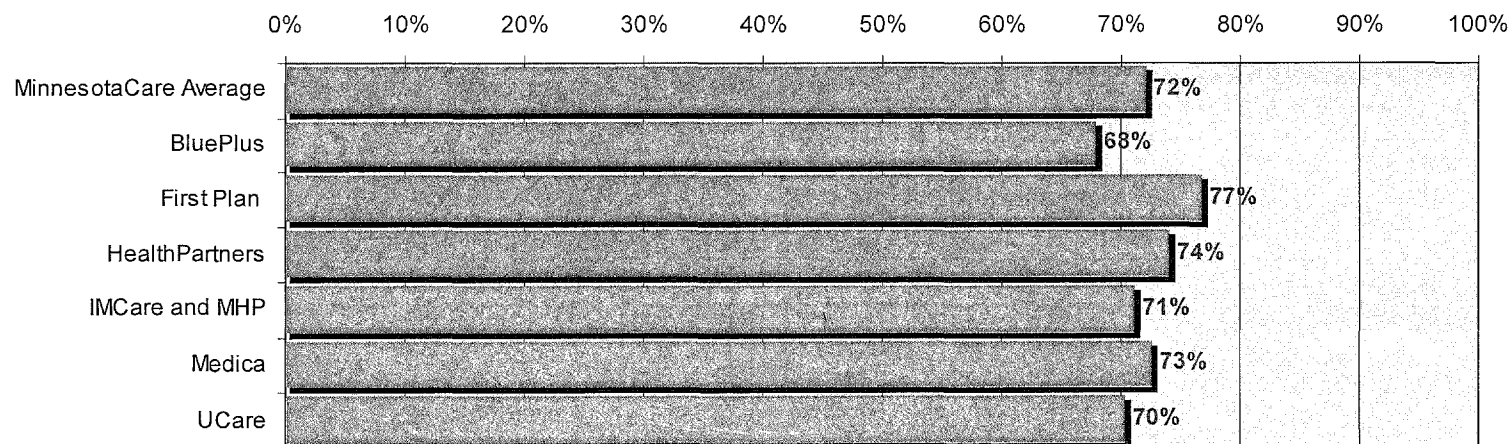 0% 10% 20% 30% 40% 50% 60% 70% 80% 90% 100%
MinnesotaCare Average 72%
BluePlus 68%
First Plan 77%
HealthPartners 74%
IMCare and MHP 71%
Medica 73%
UCare 70%